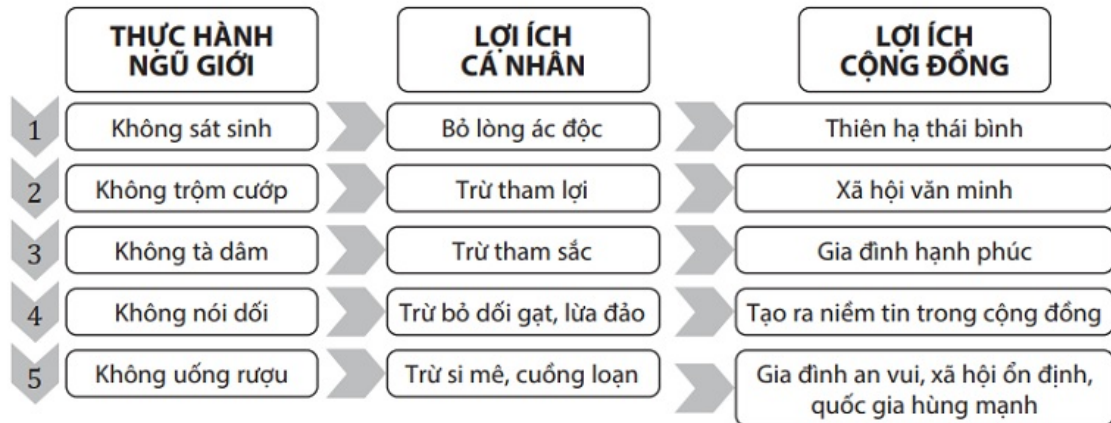 THỰC HÀNH
NGŨ GIỚI
LỢI ÍCH
CÁ NHÂN
LỢI ÍCH
CỘNG ĐỒNG
1
Không sát sinh
Bỏ lòng ác độc
Thiên hạ thái bình
2
Không trộm cướp
Trừ tham lợi
Xã hội văn minh
3
Không tà dâm
Trừ tham sắc
Gia đình hạnh phúc
4
Không nói dối
Trừ bỏ dối gạt, lừa đảo
Tạo ra niềm tin trong cộng đồng
5
Không uống rượu
Trừ si mê, cuồng loạn
Gia đình an vui, xã hội ổn định,
quốc gia hùng mạnh